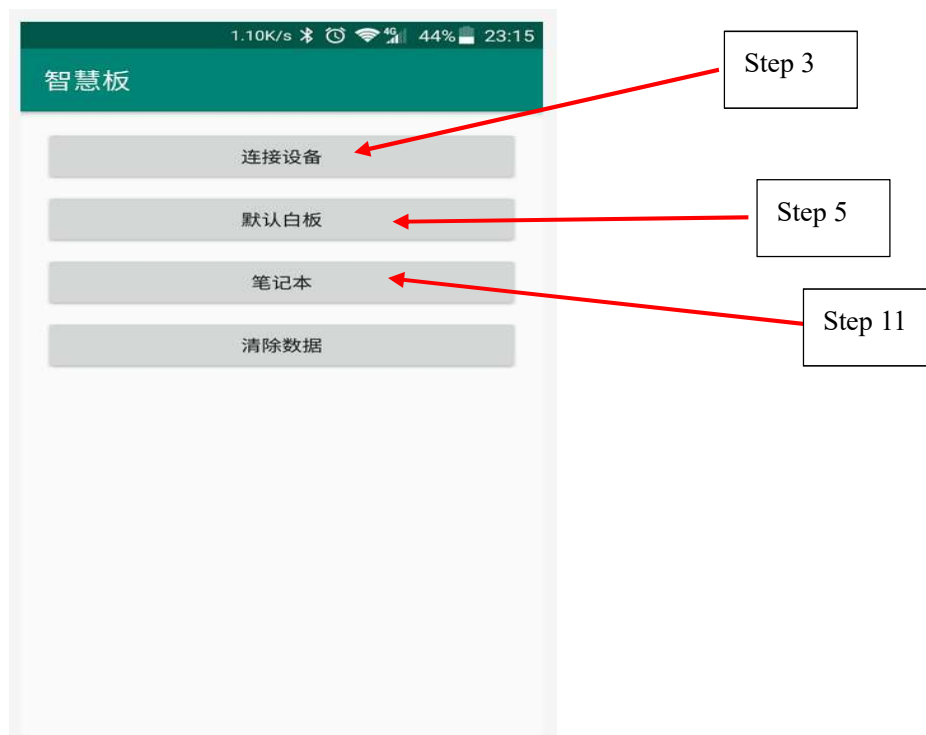 1.10K/s 4G 44% 23:15
智慧板
Step 3
连接设备
默认白板
Step 5
笔记本
Step 11
清除数据